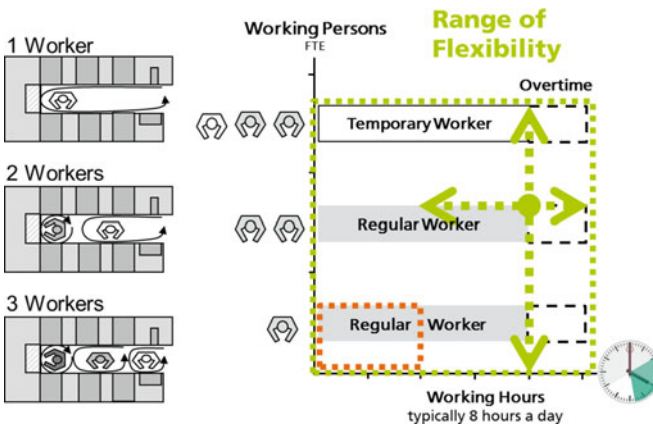 1 Worker
2 Workers
3 Workers
Working Persons
FTE
Range of
Flexibility
Overtime
Temporary Worker
Regular Worker
Regular Worker
Working Hours
typically 8 hours a day